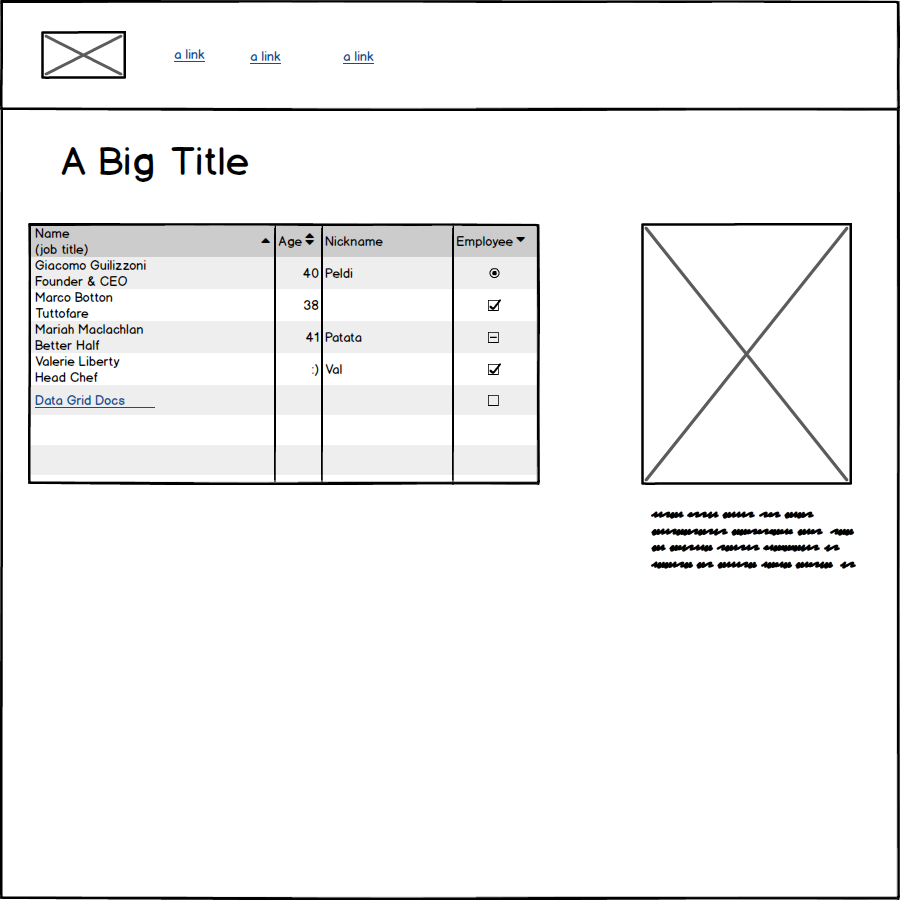 a link a link a link
A Big Title
Name
(job title) Age Nickname Employee
Giacomo Guilizzoni
Founder & CEO 40 Peldi
Marco Botton
Tuttofare 38
Mariah Maclachlan
Better Half 41 Patata
Valerie Liberty
Head Chef :) Val
Data Grid Docs